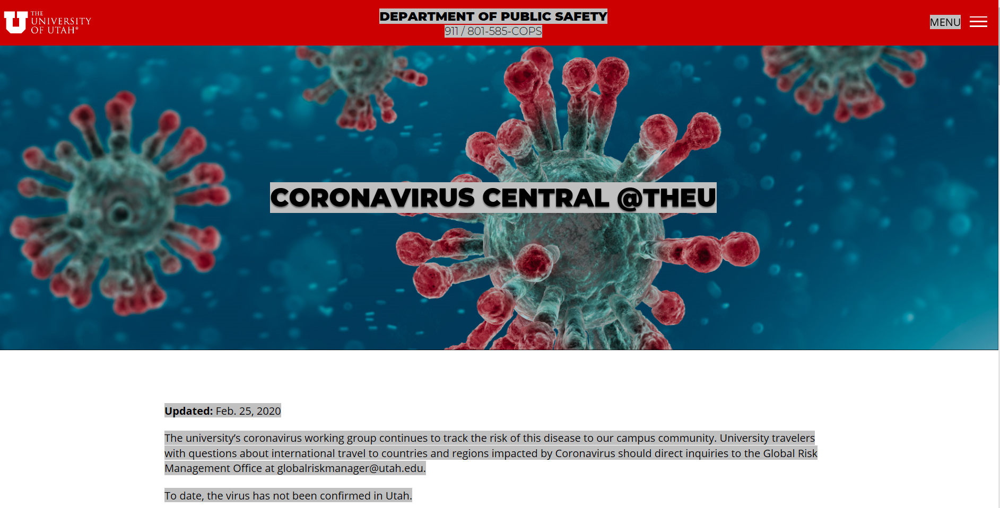 THE
UNIVERSITY
OF UTAH®
DEPARTMENT OF PUBLIC SAFETY
911 / 801-585-COPS
MENU
CORONAVIRUS CENTRAL @THEU
Updated: Feb. 25, 2020
The university’s coronavirus working group continues to track the risk of this disease to our campus community. University travelers
with questions about international travel to countries and regions impacted by Coronavirus should direct inquiries to the Global Risk
Management Office at globalriskmanager@utah.edu.
To date, the virus has not been confirmed in Utah.